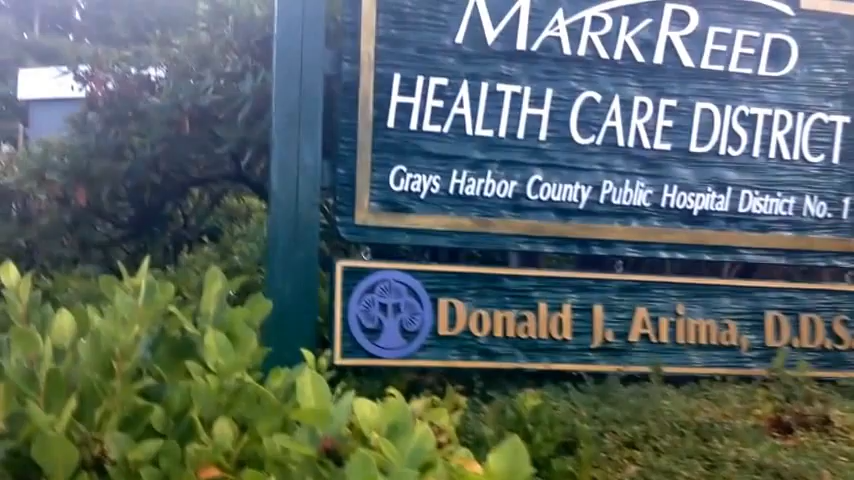 MARKREED
HEALTH CARE DISTRICT
Grays Harbor County Public Hospital District No. 1
Donald J. Arima, D.D.S.